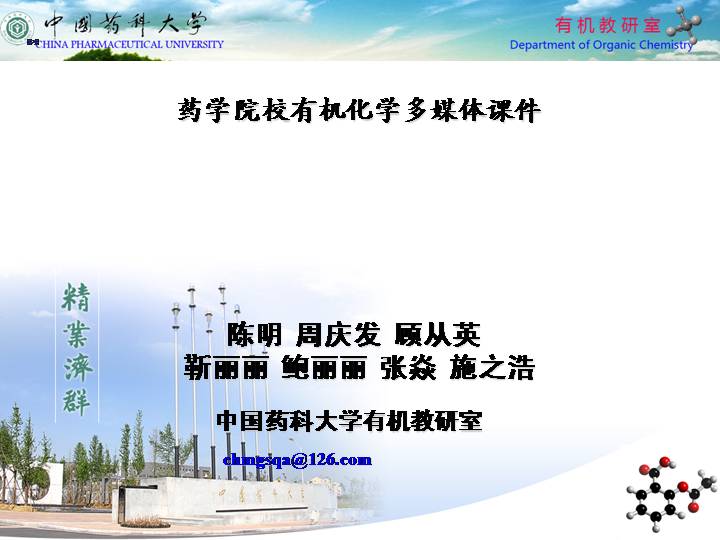 中国药科大学
CHINA PHARMACEUTICAL UNIVERSITY
有机教研室
Department of Organic Chemistry
药学院校有机化学多媒体课件
精業濟群
陈明 周庆发 顾从英
靳丽丽 鲍丽丽 张焱 施之浩
中国药科大学有机教研室
中国药科大学